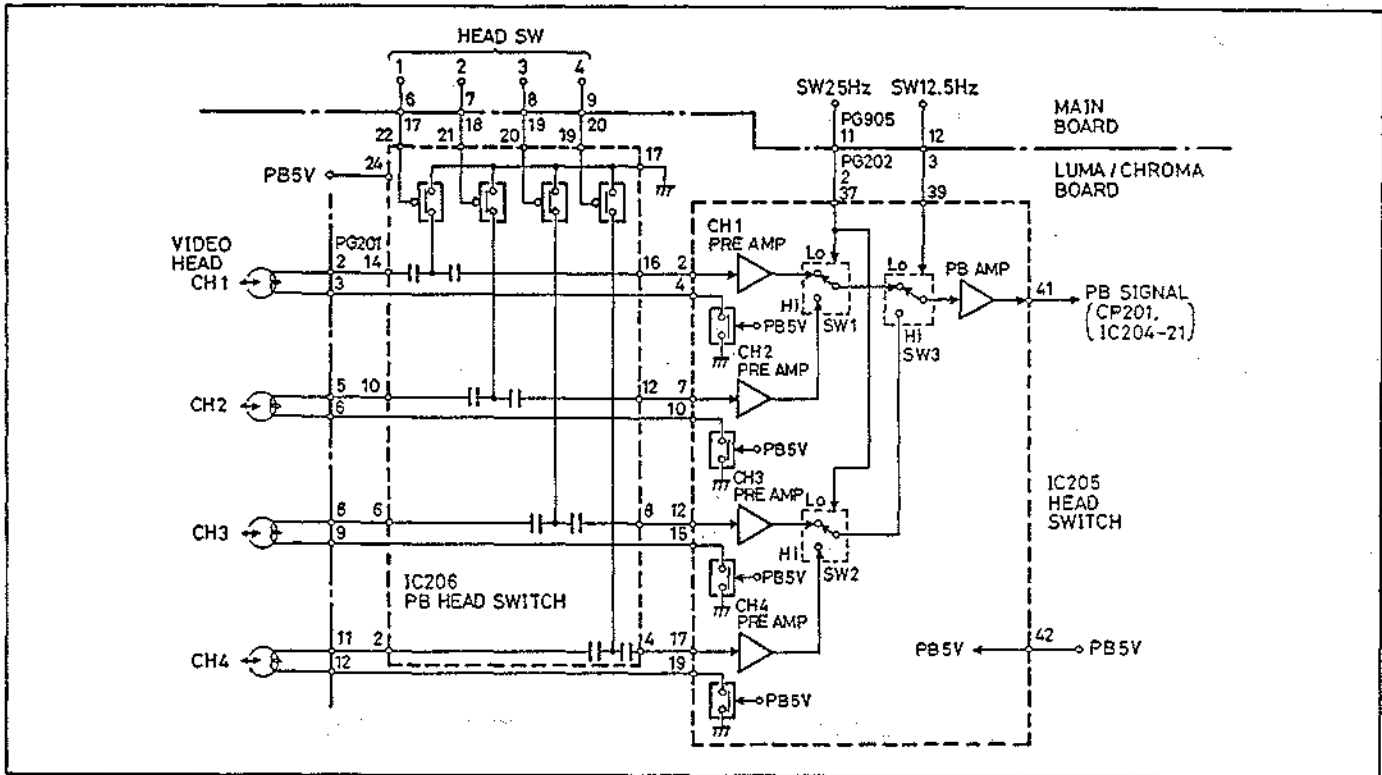 HEAD SW
1 2 3 4
SW25Hz SW12.5Hz
6 7 8 9
PG905
MAIN
BOARD
17 18 19 20
11 12
22 21 20 19
17
PG202
2 3
LUMA/CHROMA
BOARD
24
PB5V
37 39
VIDEO
HEAD
CH1
PG201
2 14
3
16 2
4
CH1
PRE AMP
Lo
Hi
SW1
Lo
Hi
SW3
PB AMP
41
PB SIGNAL
(CP201,
IC204-21)
PB5V
CH2
PRE AMP
CH2
5 10
6
12 7
10
PB5V
CH3
PRE AMP
CH3
8 6
9
8 12
15
Lo
Hi
SW2
IC205
HEAD
SWITCH
PB5V
IC206
PB HEAD SWITCH
CH4
PRE AMP
CH4
11 2
12
4 17
19
42
PB5V
PB5V
PB5V